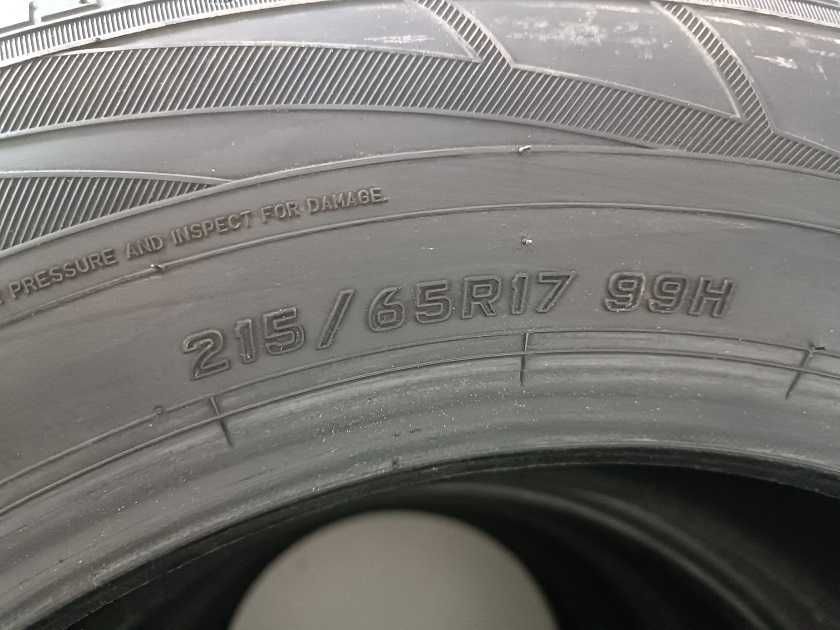 PRESSURE AND INSPECT FOR DAMAGE.
215/65R17 99H